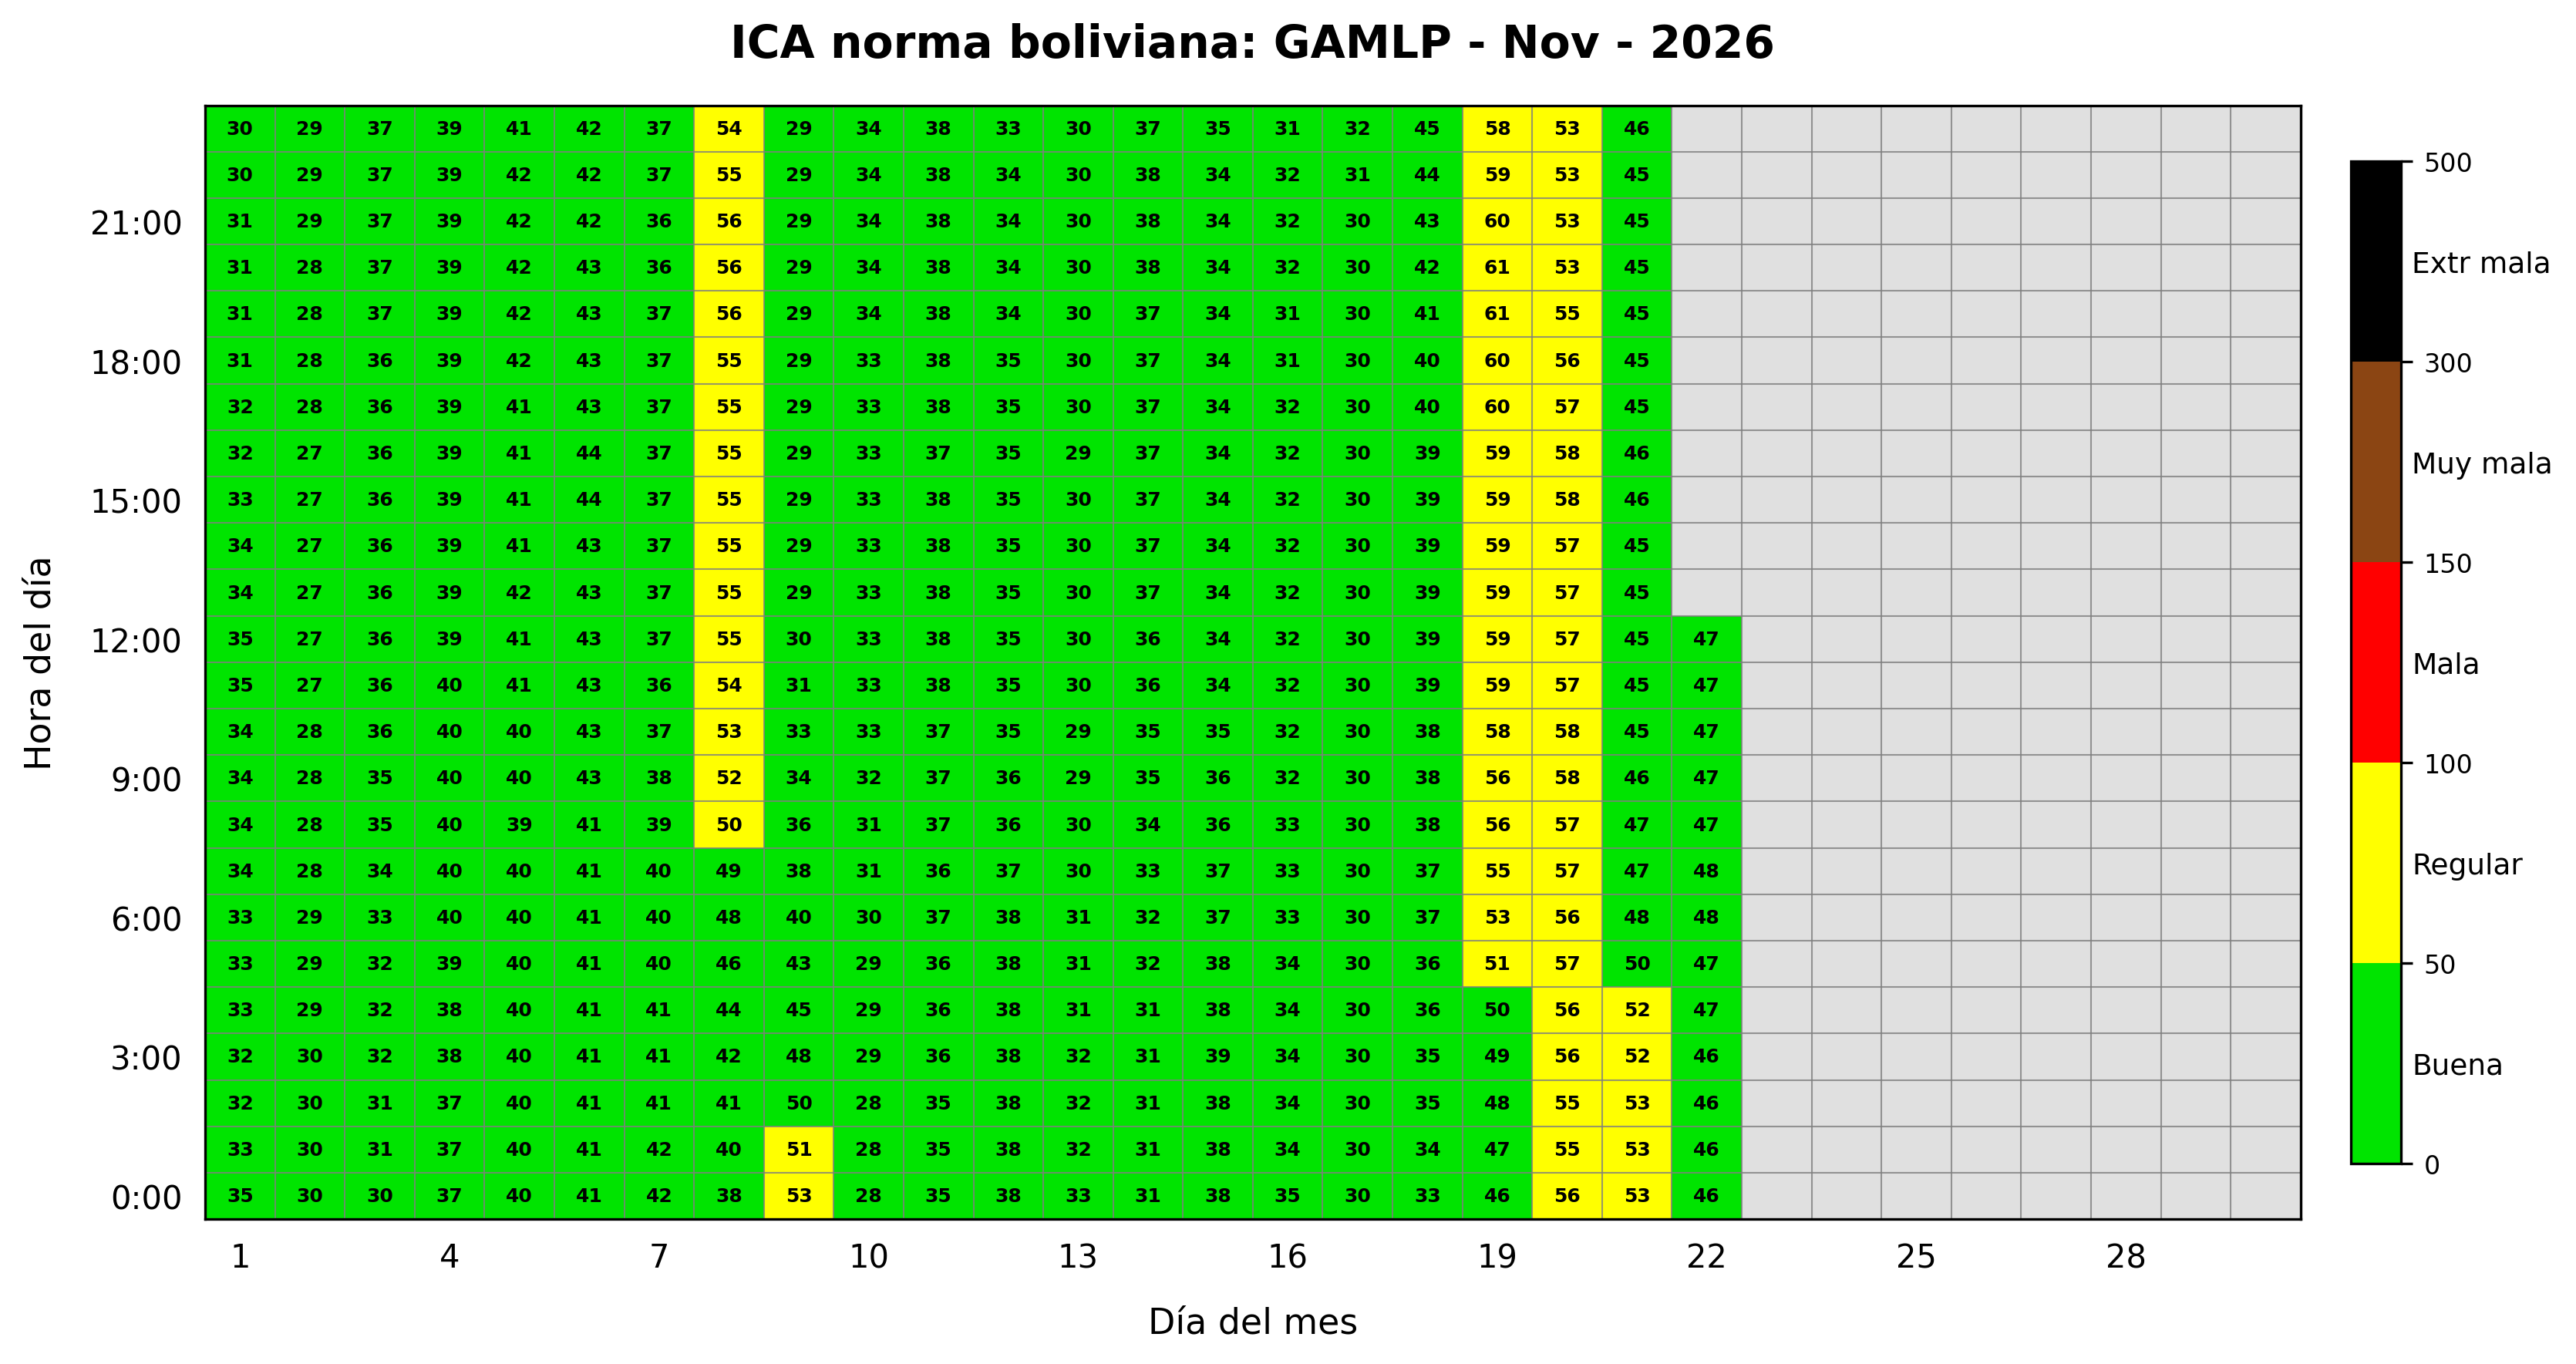 ICA norma boliviana: GAMLP - Nov - 2026
30 29 37 39 41 42 37 54 29 34 38 33 30 37 35 31 32 45 58 53 46
30 29 37 39 42 42 37 55 29 34 38 34 30 38 34 32 31 44 59 53 45
21:00 31 29 37 39 42 42 36 56 29 34 38 34 30 38 34 32 30 43 60 53 45
31 28 37 39 42 43 36 56 29 34 38 34 30 38 34 32 30 42 61 53 45
31 28 37 39 42 43 37 56 29 34 38 34 30 37 34 31 30 41 61 55 45
18:00 31 28 36 39 42 43 37 55 29 33 38 35 30 37 34 31 30 40 60 56 45
32 28 36 39 41 43 37 55 29 33 38 35 30 37 34 32 30 40 60 57 45
32 27 36 39 41 44 37 55 29 33 37 35 29 37 34 32 30 39 59 58 46
15:00 33 27 36 39 41 44 37 55 29 33 38 35 30 37 34 32 30 39 59 58 46
34 27 36 39 41 43 37 55 29 33 38 35 30 37 34 32 30 39 59 57 45
34 27 36 39 42 43 37 55 29 33 38 35 30 37 34 32 30 39 59 57 45
12:00 35 27 36 39 41 43 37 55 30 33 38 35 30 36 34 32 30 39 59 57 45 47
35 27 36 40 41 43 36 54 31 33 38 35 30 36 34 32 30 39 59 57 45 47
34 28 36 40 40 43 37 53 33 33 37 35 29 35 35 32 30 38 58 58 45 47
9:00 34 28 35 40 40 43 38 52 34 32 37 36 29 35 36 32 30 38 56 58 46 47
34 28 35 40 39 41 39 50 36 31 37 36 30 34 36 33 30 38 56 57 47 47
34 28 34 40 40 41 40 49 38 31 36 37 30 33 37 33 30 37 55 57 47 48
6:00 33 29 33 40 40 41 40 48 40 30 37 38 31 32 37 33 30 37 53 56 48 48
33 29 32 39 40 41 40 46 43 29 36 38 31 32 38 34 30 36 51 57 50 47
33 29 32 38 40 41 41 44 45 29 36 38 31 31 38 34 30 36 50 56 52 47
3:00 32 30 32 38 40 41 41 42 48 29 36 38 32 31 39 34 30 35 49 56 52 46
32 30 31 37 40 41 41 41 50 28 35 38 32 31 38 34 30 35 48 55 53 46
33 30 31 37 40 41 42 40 51 28 35 38 32 31 38 34 30 34 47 55 53 46
0:00 35 30 30 37 40 41 42 38 53 28 35 38 33 31 38 35 30 33 46 56 53 46
1 4 7 10 13 16 19 22 25 28
Día del mes
Hora del día
500
Extr mala
300
Muy mala
150
Mala
100
Regular
50
Buena
0